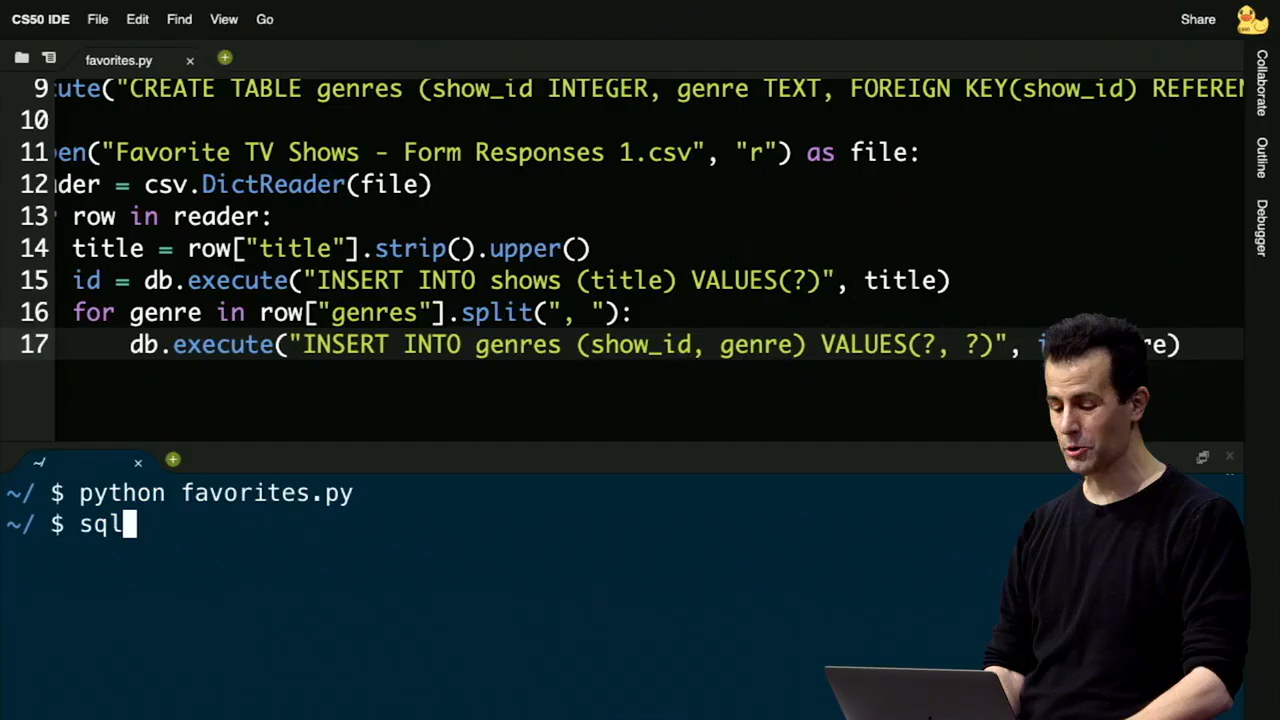 CS50 IDE File Edit Find View Go Share
favorites.py
9 cute("CREATE TABLE genres (show_id INTEGER, genre TEXT, FOREIGN KEY(show_id) REFEREN
10
11 pen("Favorite TV Shows - Form Responses 1.csv", "r") as file:
12 der = csv.DictReader(file)
13 row in reader:
14 title = row["title"].strip().upper()
15 id = db.execute("INSERT INTO shows (title) VALUES(?)", title)
16 for genre in row["genres"].split(", "):
17 db.execute("INSERT INTO genres (show_id, genre) VALUES(?, ?)", re)
~/ $ python favorites.py
~/ $ sql
Collaborate
Outline
Debugger